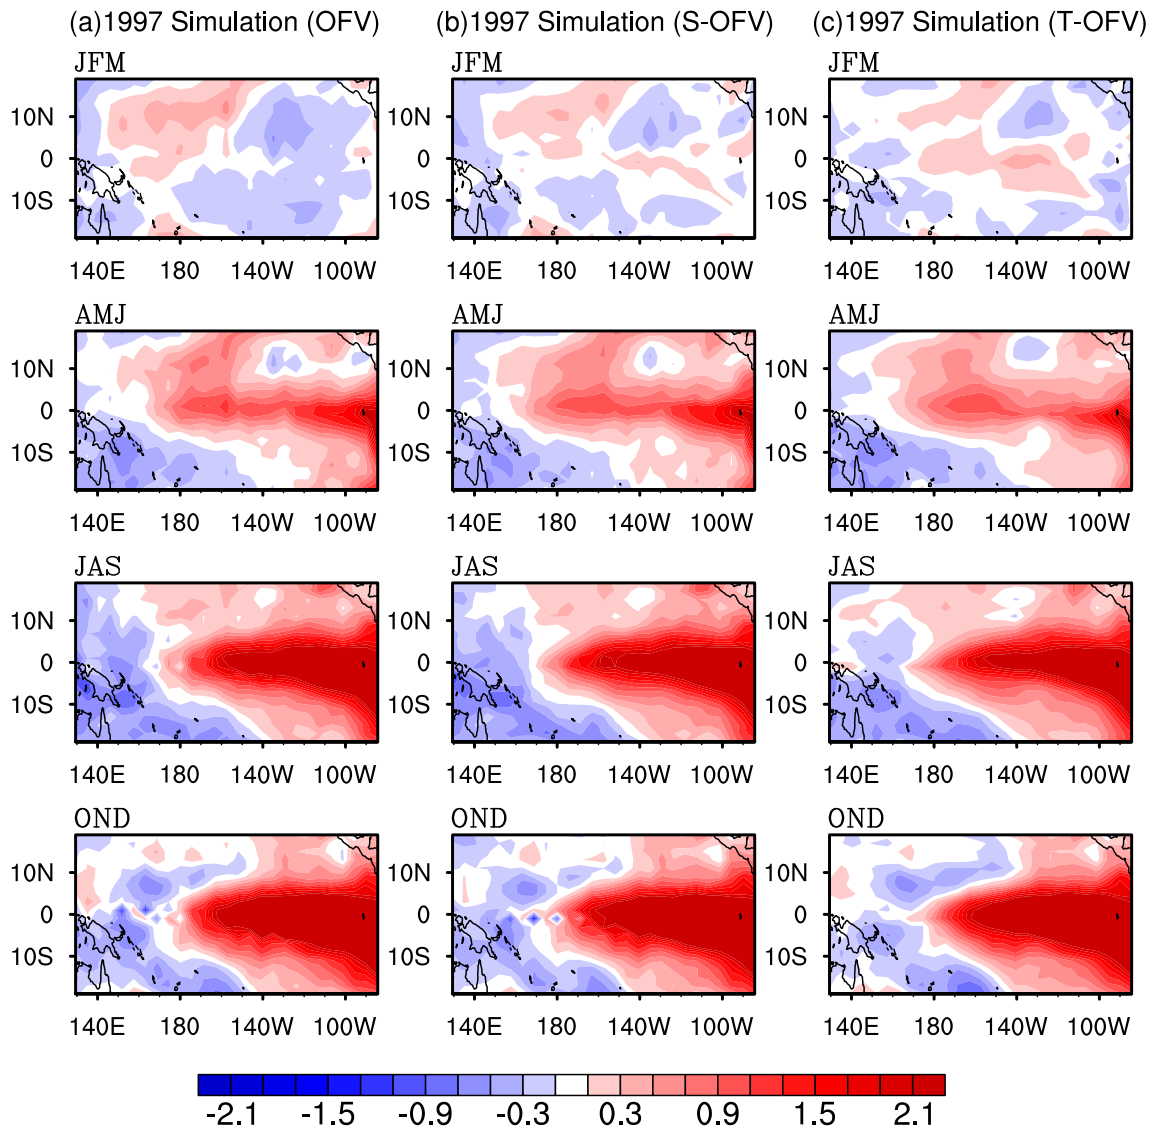 (a)1997 Simulation (OFV) (b)1997 Simulation (S-OFV) (c)1997 Simulation (T-OFV)
JFM JFM JFM
10N 10N 10N
0 0 0
10S 10S 10S
140E 180 140W 100W 140E 180 140W 100W 140E 180 140W 100W
AMJ AMJ AMJ
10N 10N 10N
0 0 0
10S 10S 10S
140E 180 140W 100W 140E 180 140W 100W 140E 180 140W 100W
JAS JAS JAS
10N 10N 10N
0 0 0
10S 10S 10S
140E 180 140W 100W 140E 180 140W 100W 140E 180 140W 100W
OND OND OND
10N 10N 10N
0 0 0
10S 10S 10S
140E 180 140W 100W 140E 180 140W 100W 140E 180 140W 100W
-2.1 -1.5 -0.9 -0.3 0.3 0.9 1.5 2.1